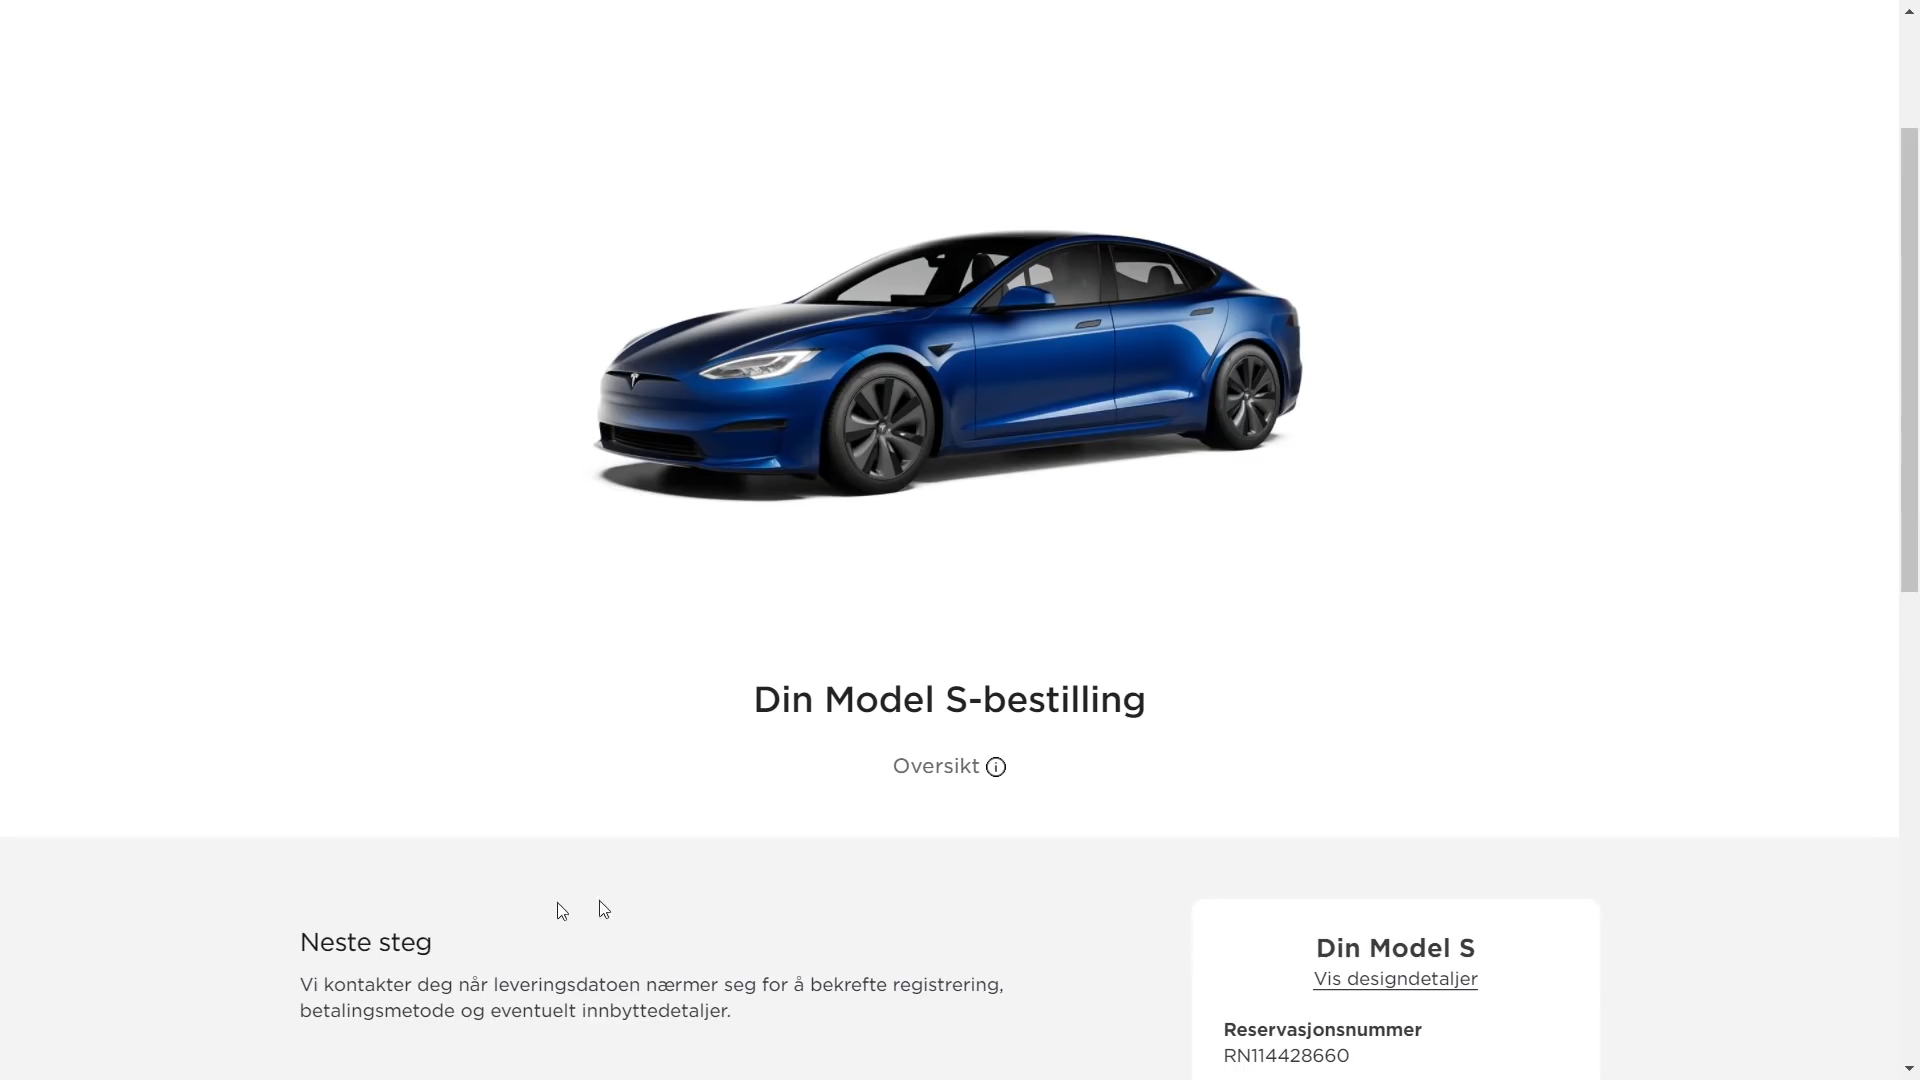 Din Model S-bestilling
Oversikt
Neste steg
Vi kontakter deg når leveringsdatoen nærmer seg for å bekrefte registrering,
betalingsmetode og eventuelt innbyttedetaljer.
Din Model S
Vis designdetaljer
Reservasjonsnummer
RN114428660